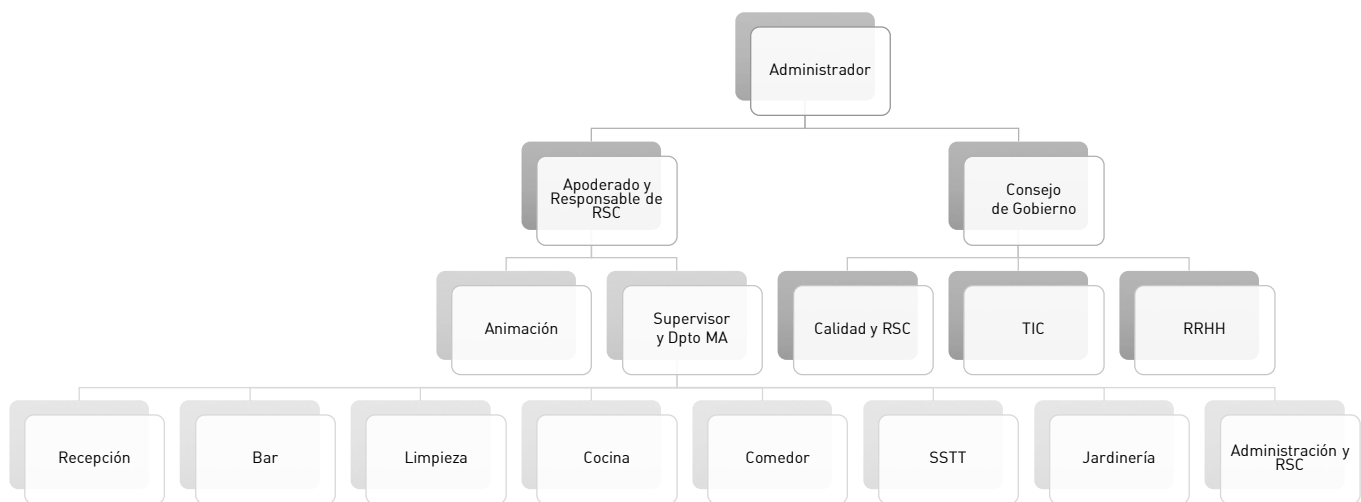 Administrador
Apoderado y
Responsable de
RSC
Consejo
de Gobierno
Animación
Supervisor
y Dpto MA
Calidad y RSC
TIC
RRHH
Recepción
Bar
Limpieza
Cocina
Comedor
SSTT
Jardinería
Administración y
RSC